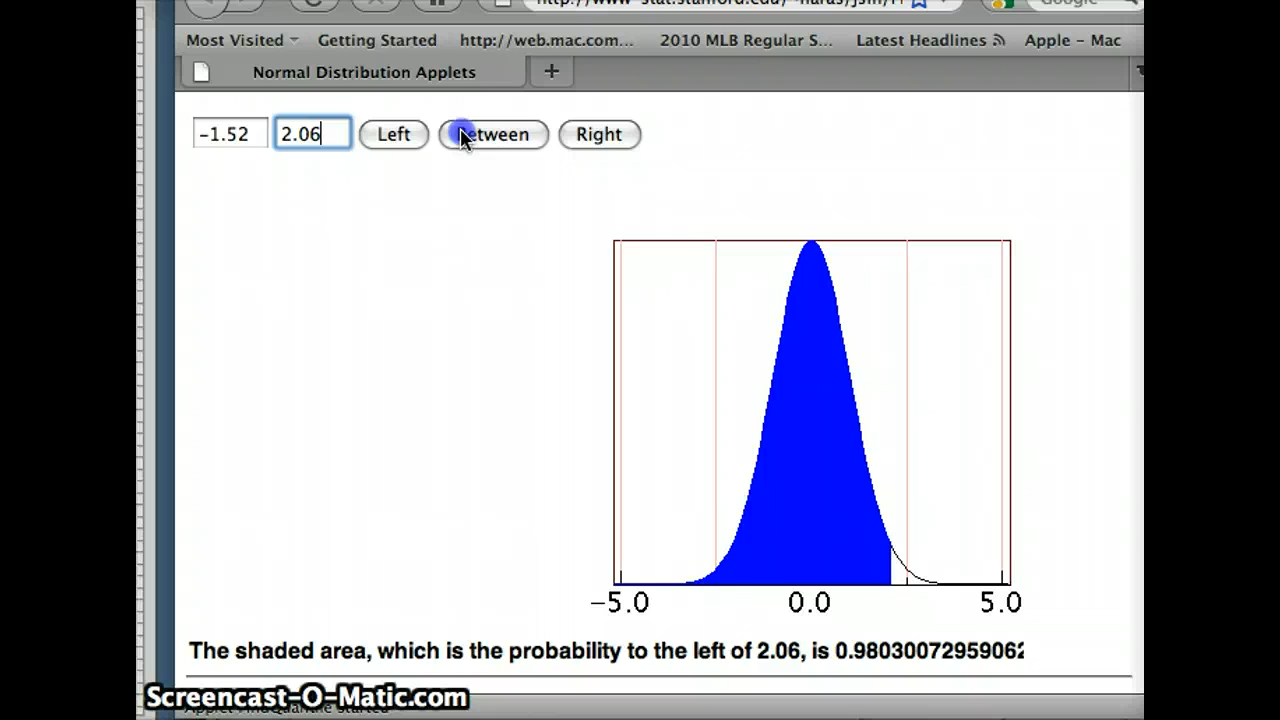 Most Visited Getting Started http://web.mac.com... 2010 MLB Regular S... Latest Headlines Apple – Mac
Normal Distribution Applets +
−1.52 2.06 Left Between Right
−5.0 0.0 5.0
The shaded area, which is the probability to the left of 2.06, is 0.98030072959062
Screencast-O-Matic.com